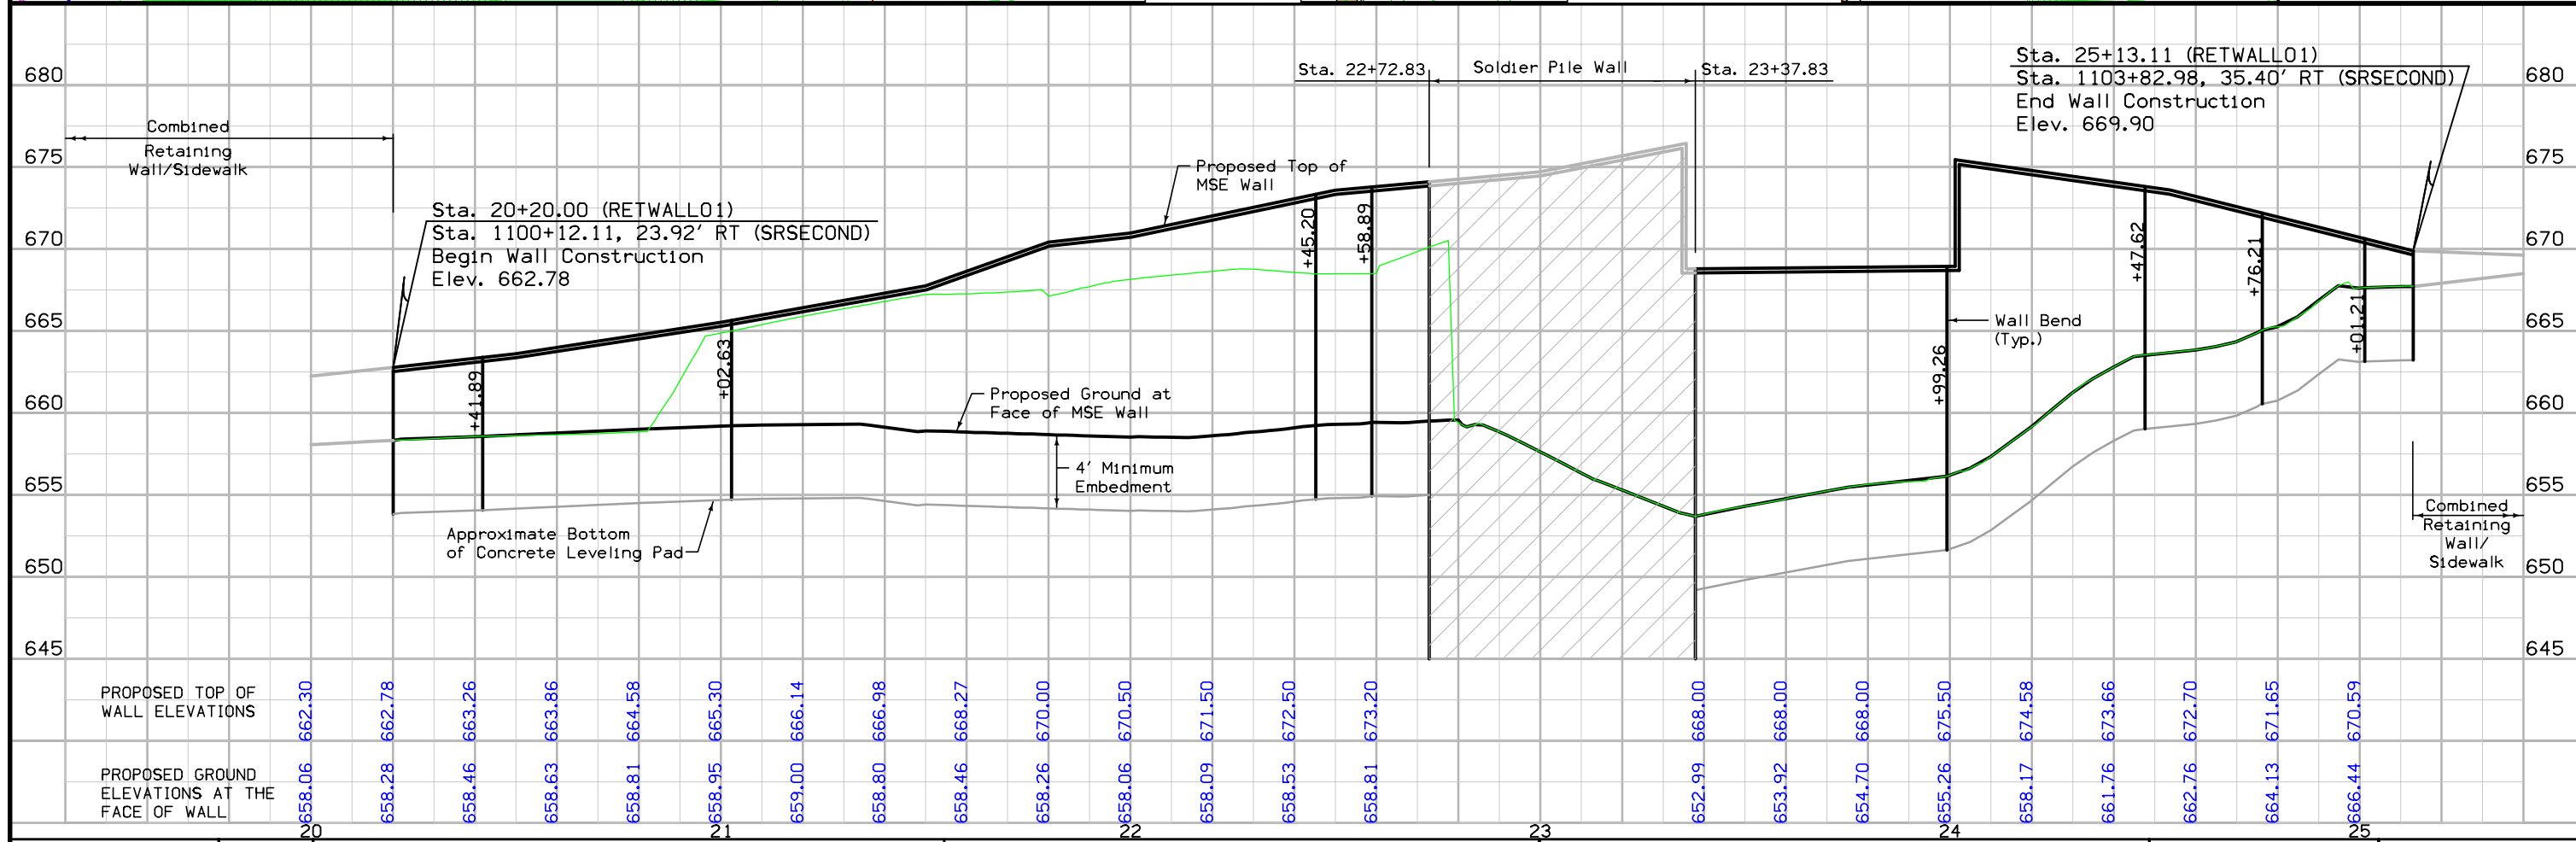 Sta. 25+13.11 (RETWALL01)
Sta. 1103+82.98, 35.40' RT (SRSECOND)
End Wall Construction
Elev. 669.90
Sta. 22+72.83
Soldier Pile Wall
Sta. 23+37.83
680
680
Combined
Retaining
Wall/Sidewalk
675
675
Proposed Top of
MSE Wall
Sta. 20+20.00 (RETWALL01)
Sta. 1100+12.11, 23.92' RT (SRSECOND)
Begin Wall Construction
Elev. 662.78
670
670
+45.20
+58.89
+47.62
+76.21
665
665
Wall Bend
(Typ.)
+01.21
+41.89
+02.63
+99.26
660
660
Proposed Ground at
Face of MSE Wall
4' Minimum
Embedment
655
655
Approximate Bottom
of Concrete Leveling Pad
Combined
Retaining
Wall/
Sidewalk
650
650
645
645
PROPOSED TOP OF
WALL ELEVATIONS
662.30
662.78
663.26
663.86
664.58
665.30
666.14
666.98
668.27
670.00
670.50
671.50
672.50
673.20
668.00
668.00
668.00
675.50
674.58
673.66
672.70
671.65
670.59
PROPOSED GROUND
ELEVATIONS AT THE
FACE OF WALL
658.06
658.28
658.46
658.63
658.81
658.95
659.00
658.80
658.46
658.26
658.06
658.09
658.53
658.81
652.99
653.92
654.70
655.26
658.17
661.76
662.76
664.13
666.44
20
21
22
23
24
25